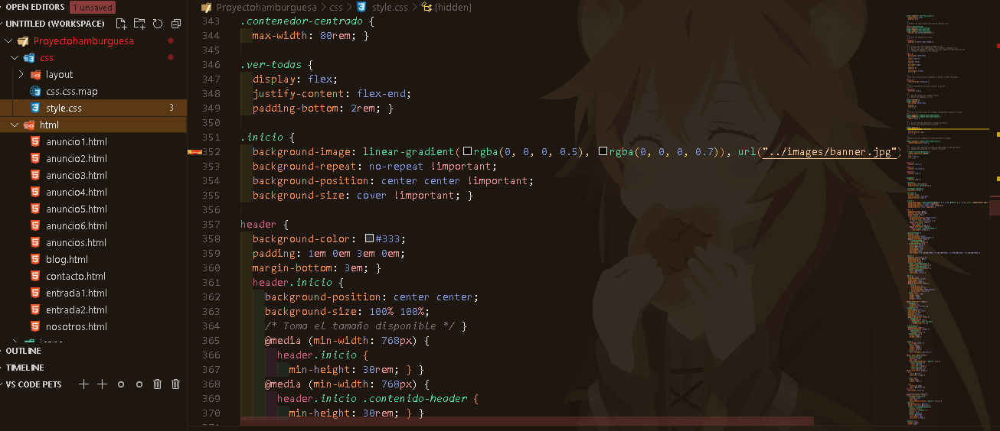 OPEN EDITORS 1 unsaved
UNTITLED (WORKSPACE)
Proyectohamburguesa
css
layout
css.css.map
style.css 3
html
anuncio1.html
anuncio2.html
anuncio3.html
anuncio4.html
anuncio5.html
anuncio6.html
anuncios.html
blog.html
contacto.html
entrada1.html
entrada2.html
nosotros.html
OUTLINE
TIMELINE
VS CODE PETS
Proyectohamburguesa > css > style.css > [hidden]
343 .contenedor-centrado {
344 max-width: 80rem; }
345
346 .ver-todas {
347 display: flex;
348 justify-content: flex-end;
349 padding-bottom: 2rem; }
350
351 .inicio {
352 background-image: linear-gradient(rgba(0, 0, 0, 0.5), rgba(0, 0, 0, 0.7)), url("../images/banner.jpg")
353 background-repeat: no-repeat !important;
354 background-position: center center !important;
355 background-size: cover !important; }
356
357 header {
358 background-color: #333;
359 padding: 1em 0em 3em 0em;
360 margin-bottom: 3em; }
361 header.inicio {
362 background-position: center center;
363 background-size: 100% 100%;
364 /* Toma el tamaño disponible */ }
365 @media (min-width: 768px) {
366 header.inicio {
367 min-height: 30rem; } }
368 @media (min-width: 768px) {
369 header.inicio .contenido-header {
370 min-height: 30rem; } }